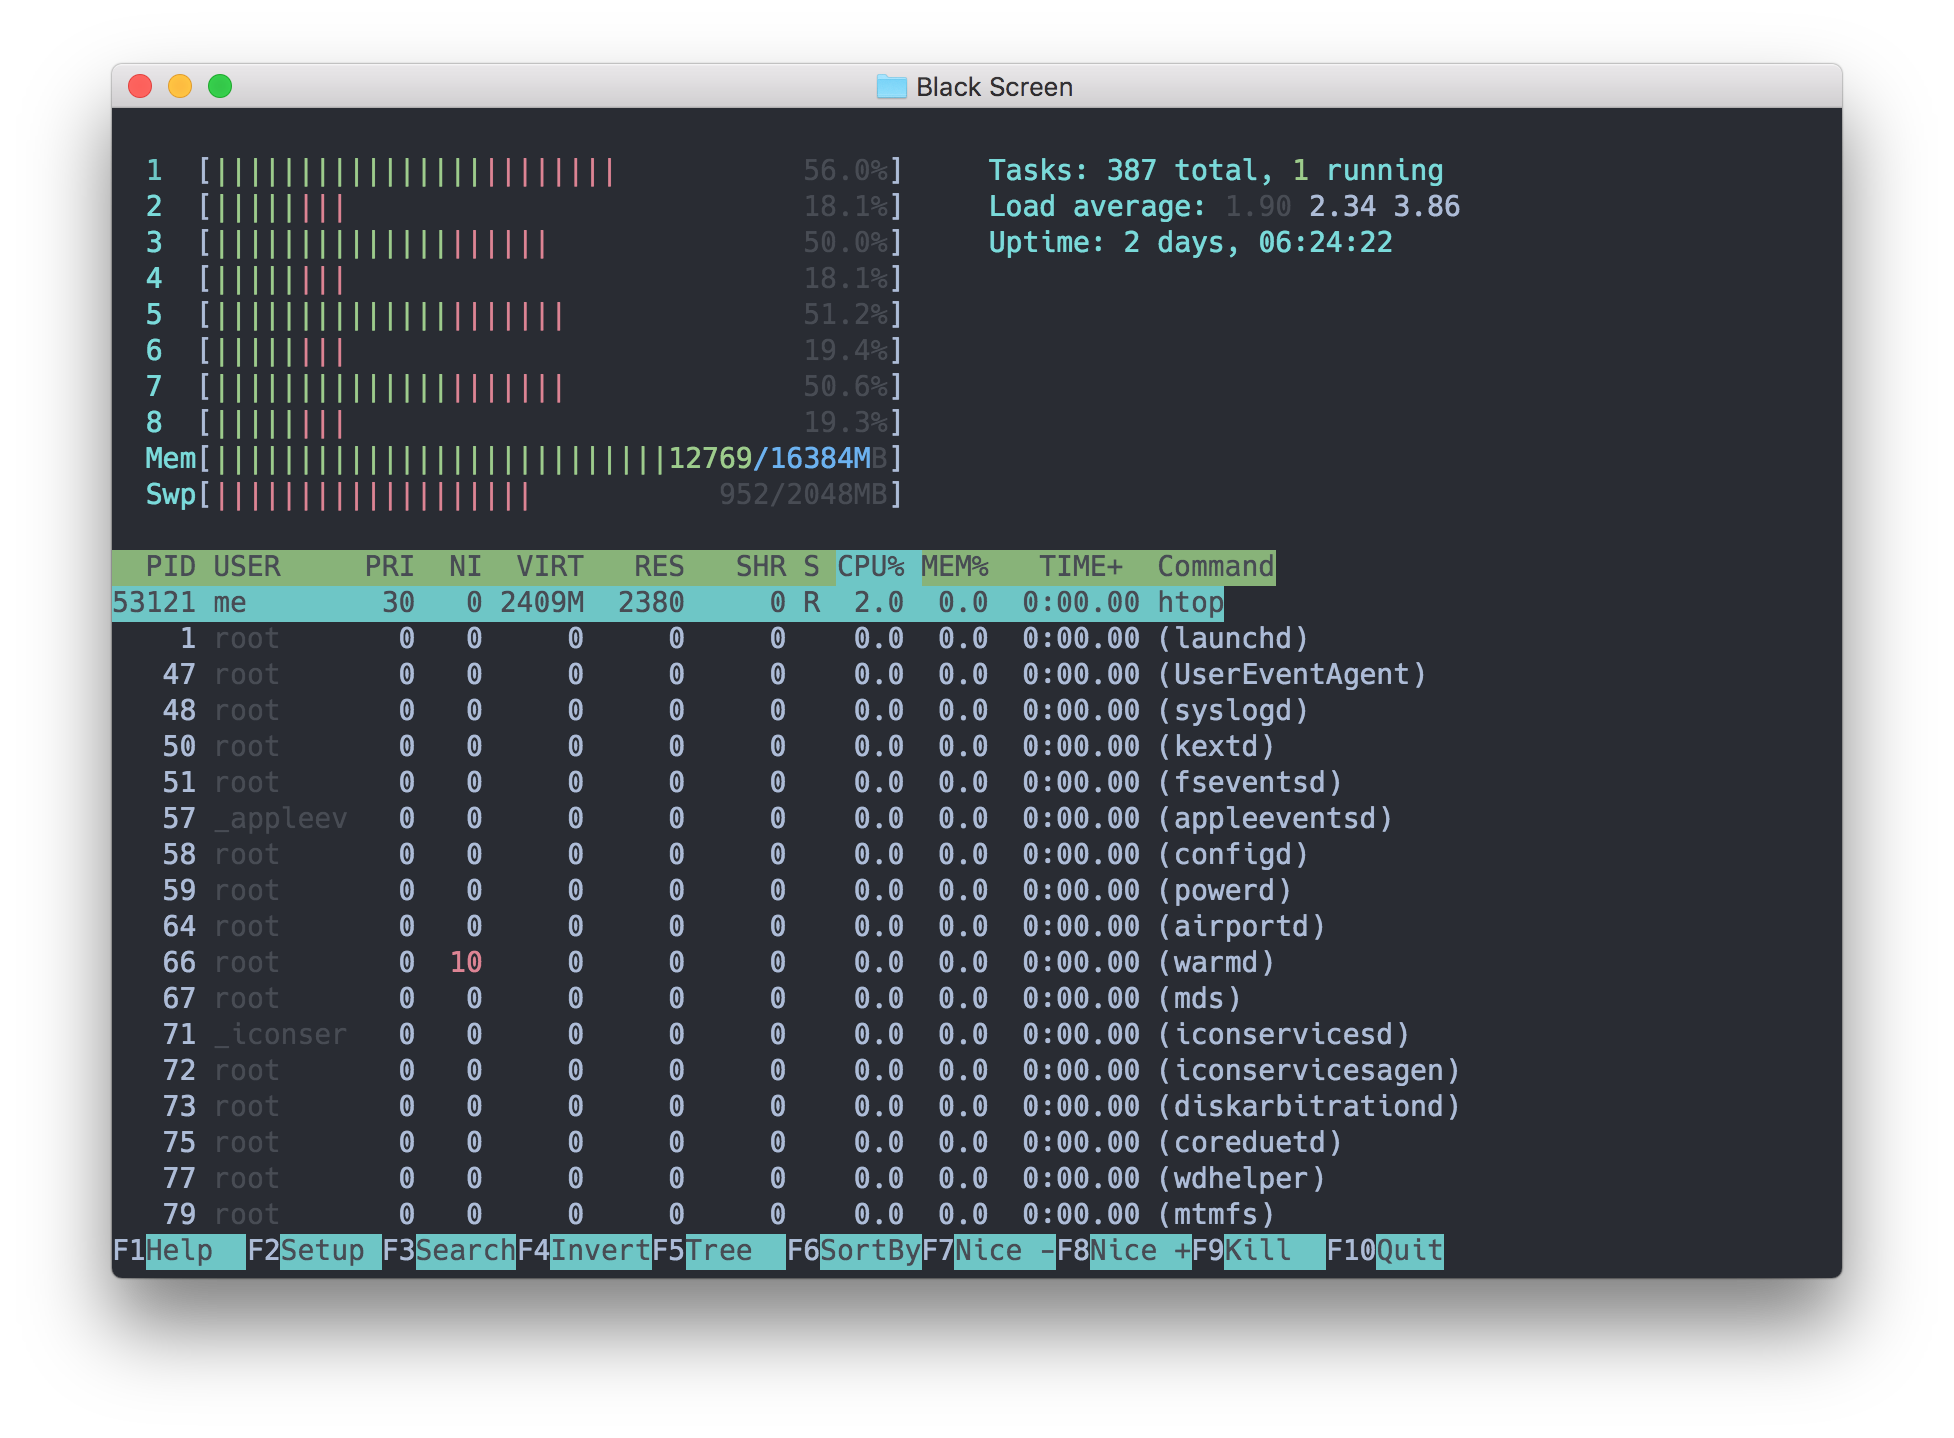 Black Screen
1 [||||||||||||||||||||||||56.0%] Tasks: 387 total, 1 running
2 [||||||||18.1%] Load average: 1.90 2.34 3.86
3 [||||||||||||||||||||50.0%] Uptime: 2 days, 06:24:22
4 [||||||||18.1%]
5 [|||||||||||||||||||||51.2%]
6 [||||||||19.4%]
7 [|||||||||||||||||||||50.6%]
8 [||||||||19.3%]
Mem[|||||||||||||||||||||||||||12769/16384MB]
Swp[|||||||||||||||||||952/2048MB]
PID USER PRI NI VIRT RES SHR S CPU% MEM% TIME+ Command
53121 me 30 0 2409M 2380 0 R 2.0 0.0 0:00.00 htop
1 root 0 0 0 0 0 0.0 0.0 0:00.00 (launchd)
47 root 0 0 0 0 0 0.0 0.0 0:00.00 (UserEventAgent)
48 root 0 0 0 0 0 0.0 0.0 0:00.00 (syslogd)
50 root 0 0 0 0 0 0.0 0.0 0:00.00 (kextd)
51 root 0 0 0 0 0 0.0 0.0 0:00.00 (fseventsd)
57 _appleev 0 0 0 0 0 0.0 0.0 0:00.00 (appleeventsd)
58 root 0 0 0 0 0 0.0 0.0 0:00.00 (configd)
59 root 0 0 0 0 0 0.0 0.0 0:00.00 (powerd)
64 root 0 0 0 0 0 0.0 0.0 0:00.00 (airportd)
66 root 0 10 0 0 0 0.0 0.0 0:00.00 (warmd)
67 root 0 0 0 0 0 0.0 0.0 0:00.00 (mds)
71 _iconser 0 0 0 0 0 0.0 0.0 0:00.00 (iconservicesd)
72 root 0 0 0 0 0 0.0 0.0 0:00.00 (iconservicesagen)
73 root 0 0 0 0 0 0.0 0.0 0:00.00 (diskarbitrationd)
75 root 0 0 0 0 0 0.0 0.0 0:00.00 (coreduetd)
77 root 0 0 0 0 0 0.0 0.0 0:00.00 (wdhelper)
79 root 0 0 0 0 0 0.0 0.0 0:00.00 (mtmfs)
F1Help F2Setup F3SearchF4InvertF5Tree F6SortByF7Nice -F8Nice +F9Kill F10Quit